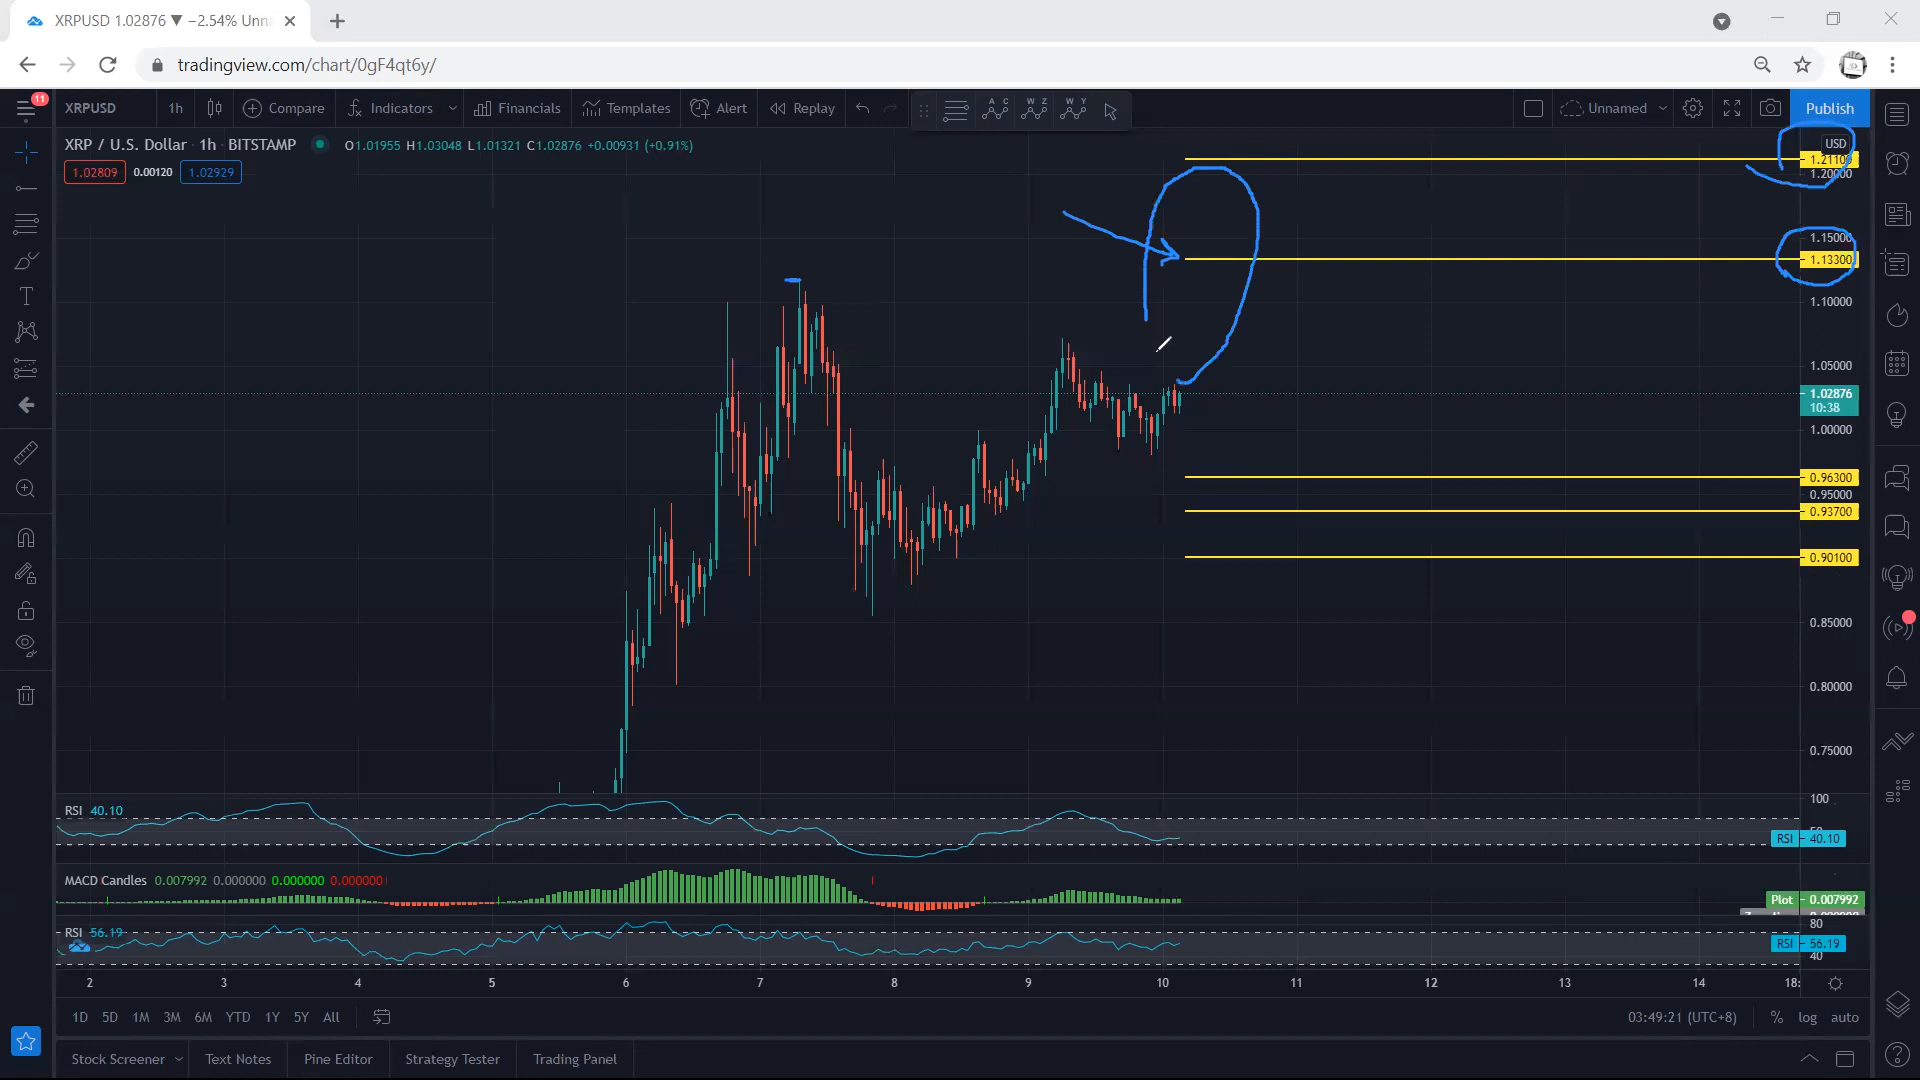 XRPUSD 1.02876 ▼ −2.54% Unna
tradingview.com/chart/0gF4qt6y/
11
XRPUSD 1h Compare Indicators Financials Templates Alert Replay A C W Z W Y Unnamed Publish
XRP / U.S. Dollar · 1h · BITSTAMP O1.01955 H1.03048 L1.01321 C1.02876 +0.00931 (+0.91%)
1.02809 0.00120 1.02929
USD
1.21100
1.20000
1.15000
1.13300
1.10000
1.05000
1.02876
10:38
1.00000
0.96300
0.95000
0.93700
0.90100
0.85000
0.80000
0.75000
RSI 40.10
100
RSI 40.10
MACD Candles 0.007992 0.000000 0.000000 0.000000
Plot 0.007992
RSI 56.19
80
RSI 56.19
40
2 3 4 5 6 7 8 9 10 11 12 13 14 18:
1D 5D 1M 3M 6M YTD 1Y 5Y All 03:49:21 (UTC+8) % log auto
Stock Screener Text Notes Pine Editor Strategy Tester Trading Panel